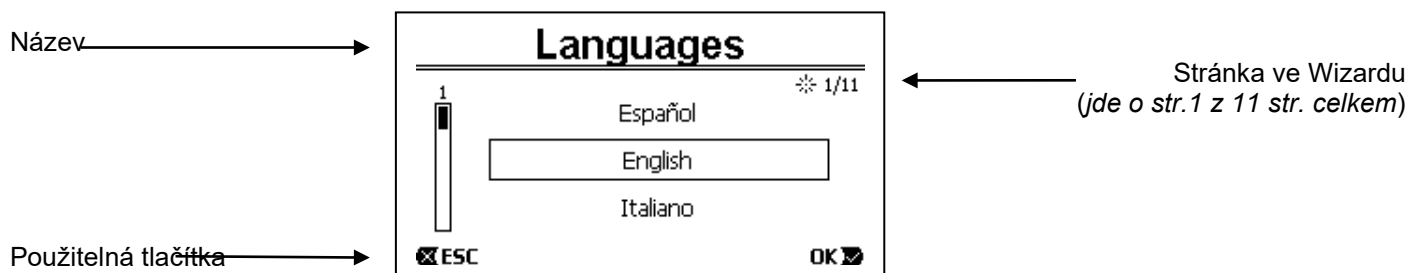 Název
Languages
Stránka ve Wizardu
(jde o str.1 z 11 str. celkem)
1/11
1
Español
English
Italiano
Použitelná tlačítka
ESC
OK